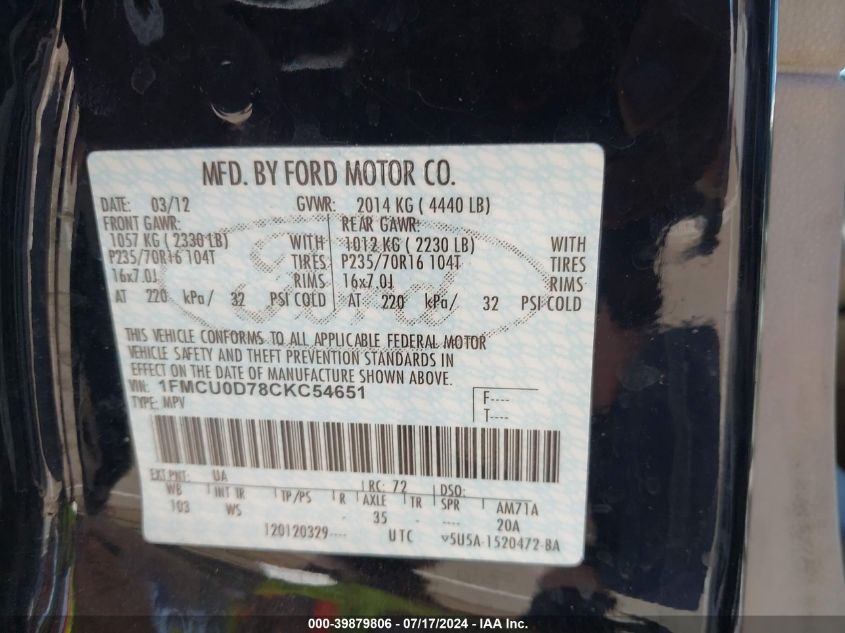 MFD. BY FORD MOTOR CO.
DATE: 03/12 GVWR: 2014 KG ( 4440 LB)
FRONT GAWR: REAR GAWR:
1057 KG ( 2330 LB) WITH 1012 KG ( 2230 LB) WITH
P235/70R16 104T TIRES P235/70R16 104T TIRES
16x7.0J RIMS 16x7.0J RIMS
AT 220 kPa/ 32 PSI COLD AT 220 kPa/ 32 PSI COLD
Ford
THIS VEHICLE CONFORMS TO ALL APPLICABLE FEDERAL MOTOR
VEHICLE SAFETY AND THEFT PREVENTION STANDARDS IN
EFFECT ON THE DATE OF MANUFACTURE SHOWN ABOVE.
VIN: 1FMCU0D78CKC54651 F----
TYPE: MPV T----
EXT PNT: UA RC: 72 DSO:
WB INT TR TP/PS R AXLE TR SPR AM71A
103 WS - 35 - ---- 20A
120120329---- UTC ▽5U5A-1520472-BA
000-39879806 - 07/17/2024 - © IAA, Inc.